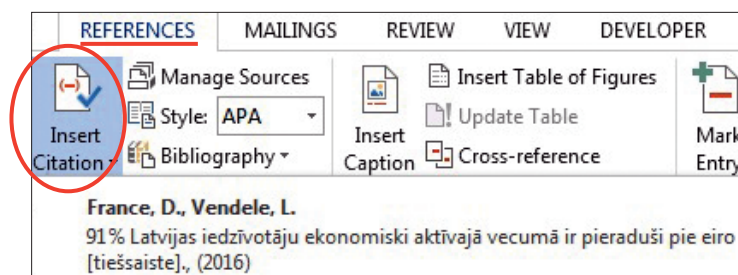 REFERENCES MAILINGS REVIEW VIEW DEVELOPER
Manage Sources
Style: APA
Bibliography
Insert
Citation
Insert
Caption
Insert Table of Figures
Update Table
Cross-reference
Mark
Entry
France, D., Vendele, L.
91% Latvijas iedzīvotāju ekonomiski aktīvajā vecumā ir pieraduši pie eiro
[tiešsaiste]., (2016)